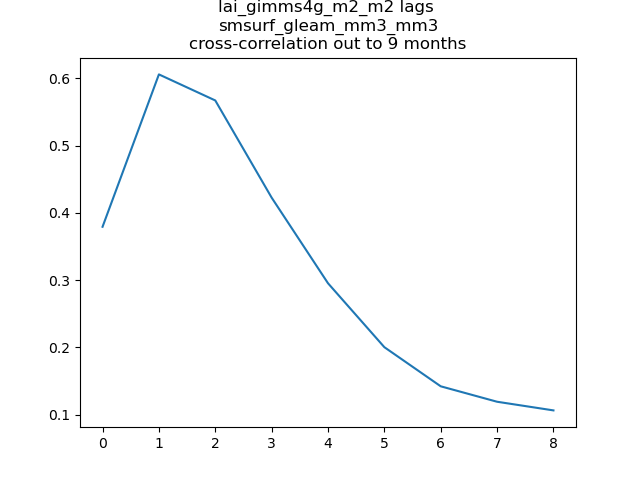 lai_gimms4g_m2_m2 lags
smsurf_gleam_mm3_mm3
cross-correlation out to 9 months
0.6
0.5
0.4
0.3
0.2
0.1
0 1 2 3 4 5 6 7 8